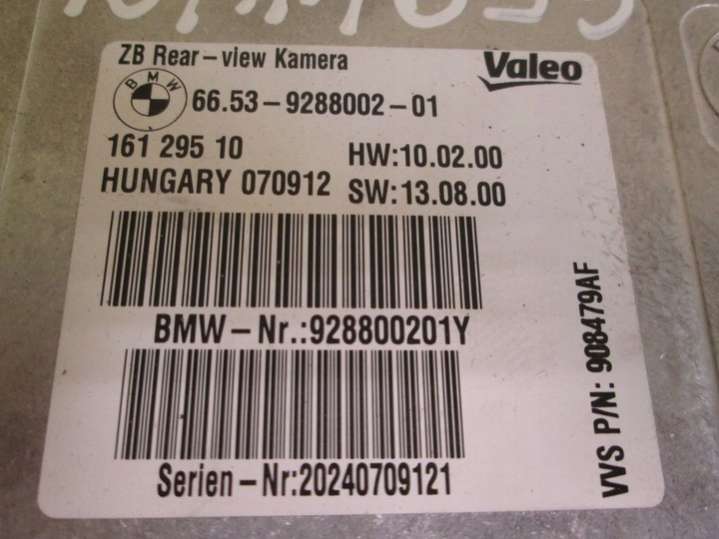 ZB Rear-view Kamera
Valeo
BMW
66.53-9288002-01
161 295 10
HW:10.02.00
HUNGARY 070912
SW:13.08.00
BMW-Nr.:928800201Y
Serien-Nr:20240709121
VVS P/N: 908479AF